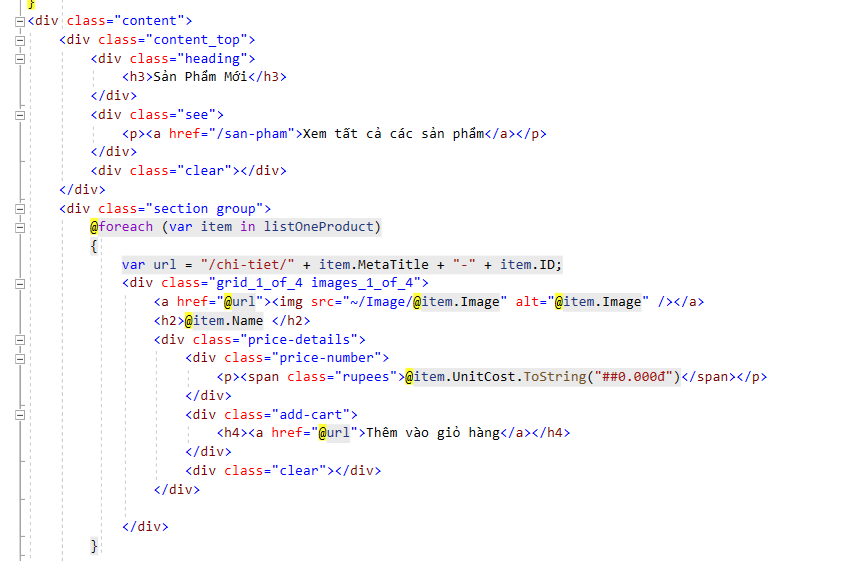 }
<div class="content">
<div class="content_top">
<div class="heading">
<h3>Sản Phẩm Mới</h3>
</div>
<div class="see">
<p><a href="/san-pham">Xem tất cả các sản phẩm</a></p>
</div>
<div class="clear"></div>
</div>
<div class="section group">
@foreach (var item in listOneProduct)
{
var url = "/chi-tiet/" + item.MetaTitle + "-" + item.ID;
<div class="grid_1_of_4 images_1_of_4">
<a href="@url"><img src="~/Image/@item.Image" alt="@item.Image" /></a>
<h2>@item.Name </h2>
<div class="price-details">
<div class="price-number">
<p><span class="rupees">@item.UnitCost.ToString("##0.000đ")</span></p>
</div>
<div class="add-cart">
<h4><a href="@url">Thêm vào giỏ hàng</a></h4>
</div>
<div class="clear"></div>
</div>
</div>
}